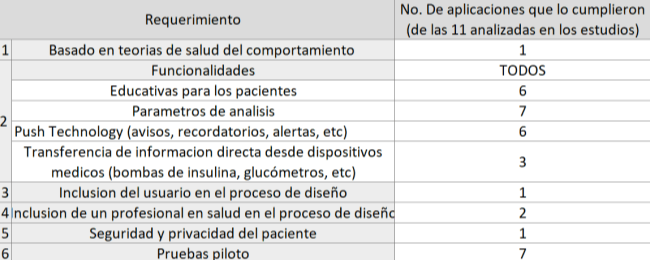 Requerimiento
No. De aplicaciones que lo cumplieron
(de las 11 analizadas en los estudios)
1 Basado en teorias de salud del comportamiento 1
2
Funcionalidades TODOS
Educativas para los pacientes 6
Parametros de analisis 7
Push Technology (avisos, recordatorios, alertas, etc) 6
Transferencia de informacion directa desde dispositivos
medicos (bombas de insulina, glucómetros, etc) 3
3 Inclusion del usuario en el proceso de diseño 1
4 Inclusion de un profesional en salud en el proceso de diseño 2
5 Seguridad y privacidad del paciente 1
6 Pruebas piloto 7